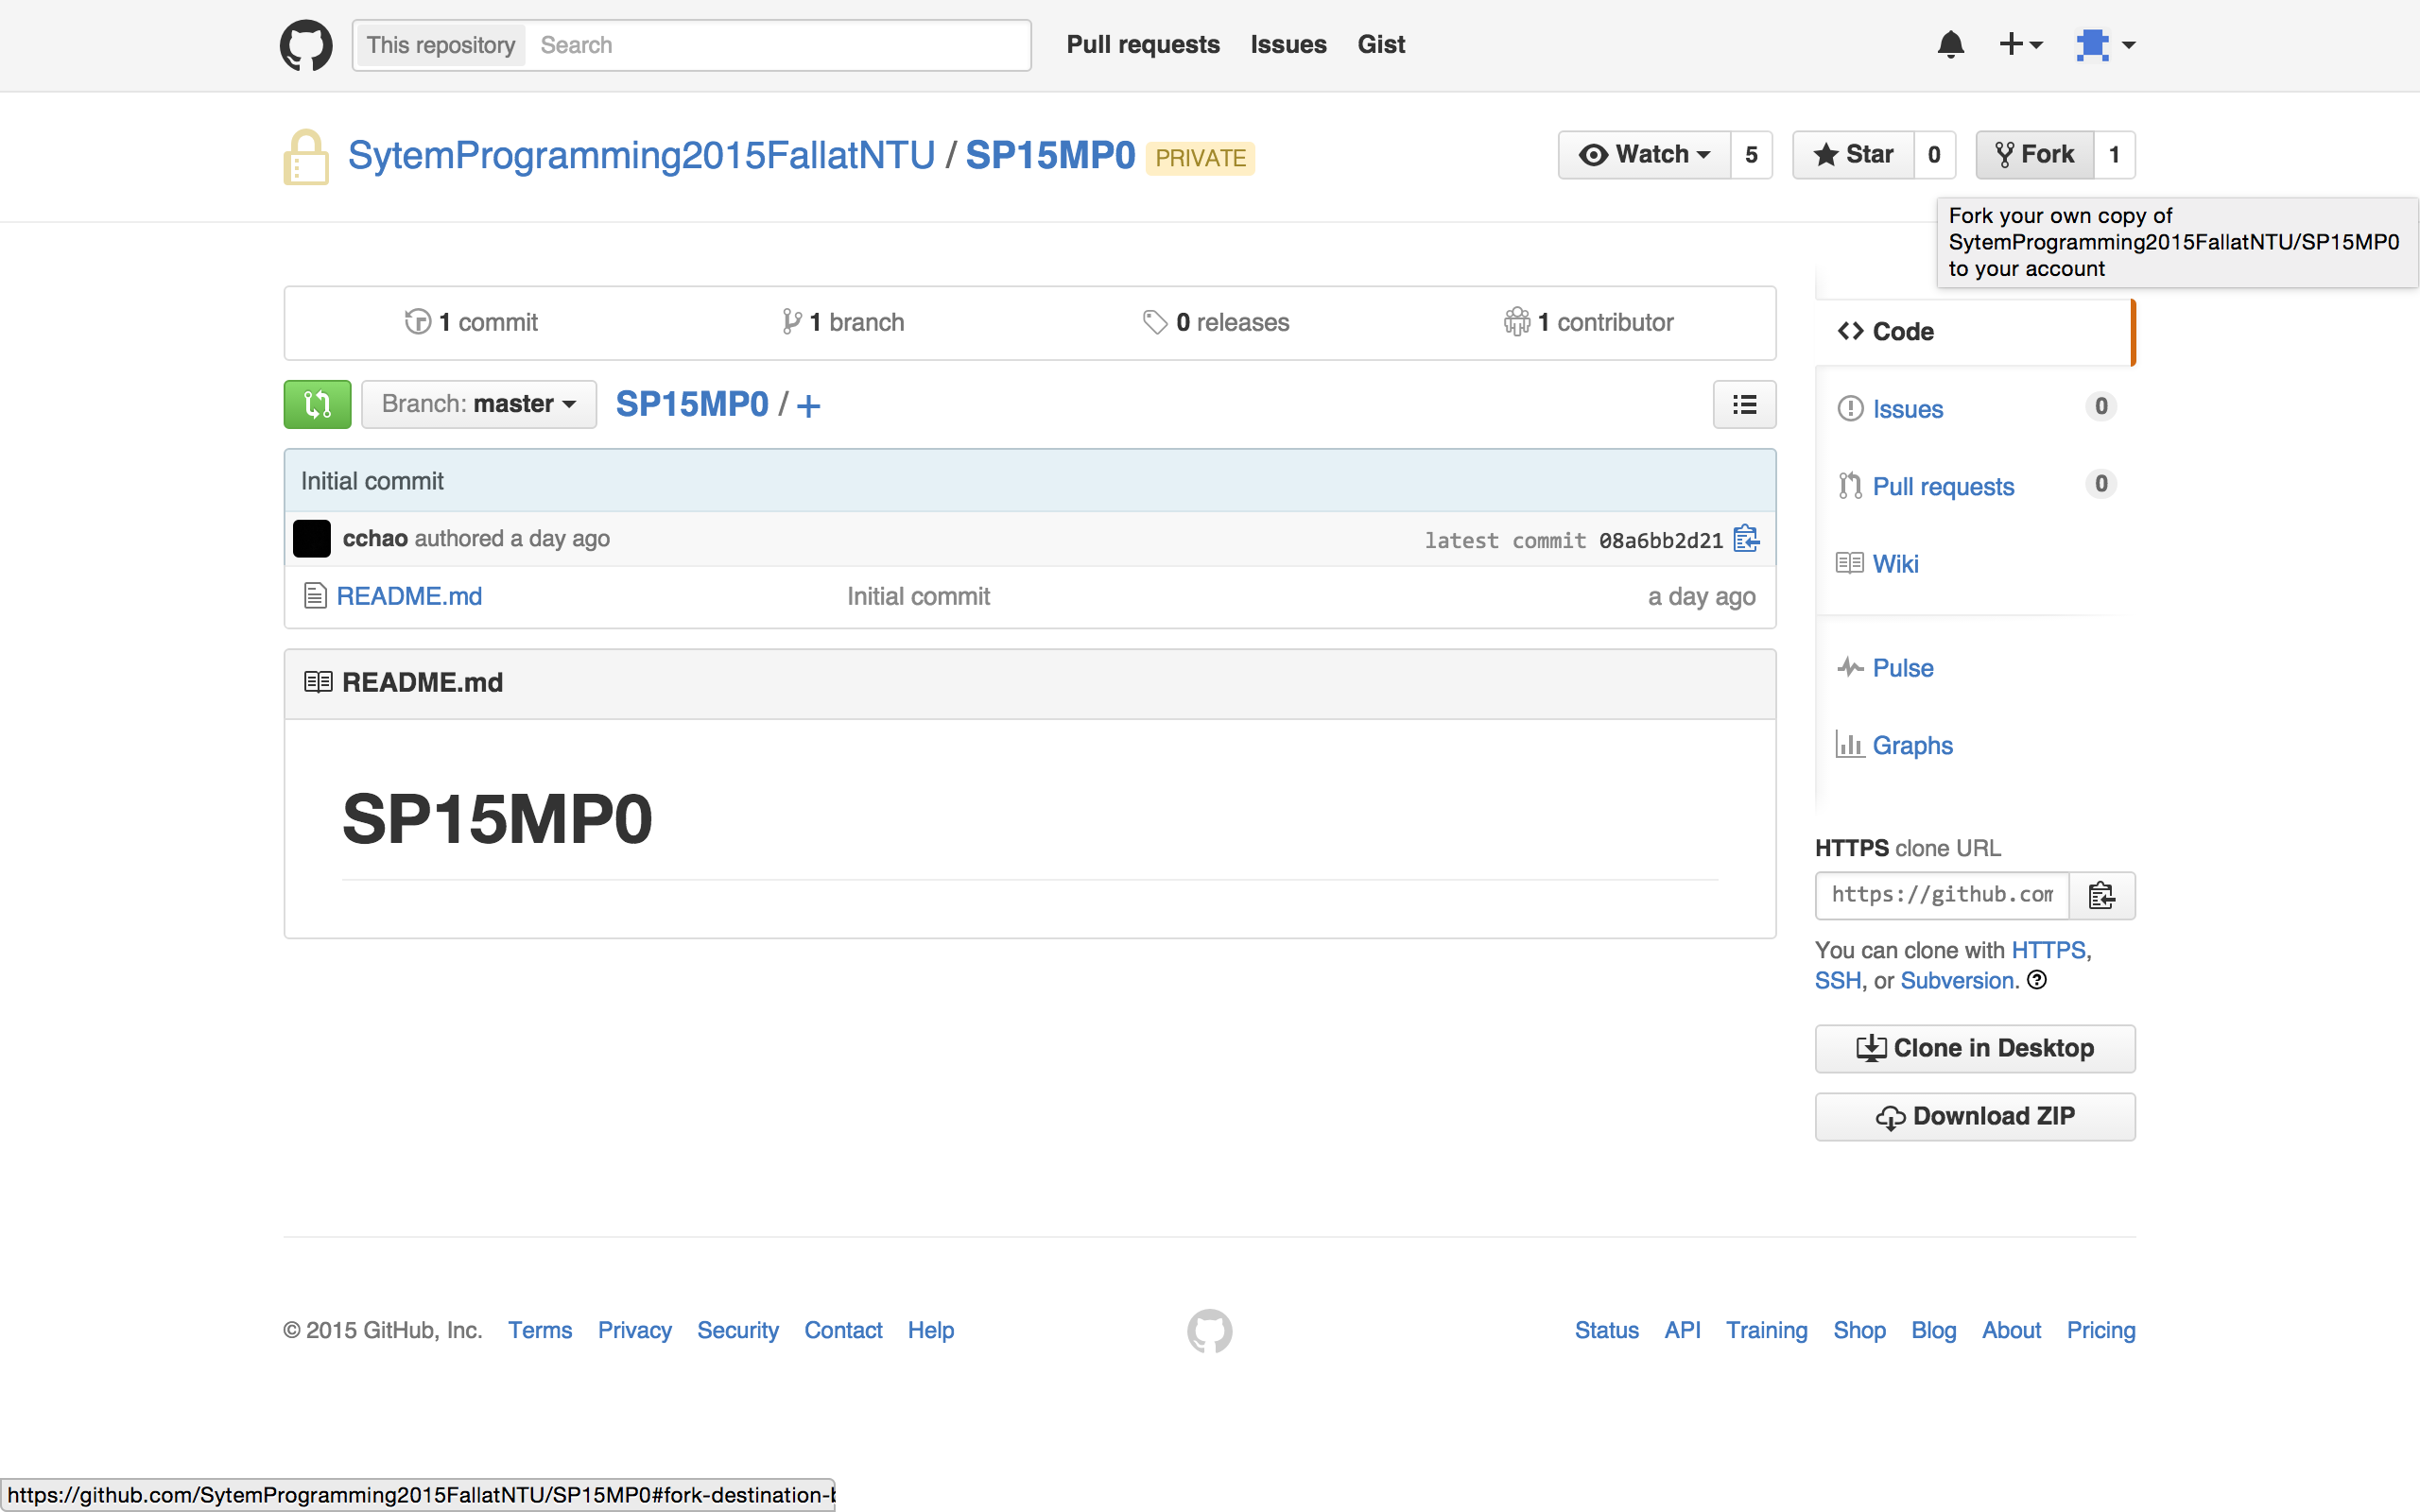 This repository Search Pull requests Issues Gist
SytemProgramming2015FallatNTU / SP15MP0 PRIVATE Watch 5 Star 0 Fork 1
Fork your own copy of
SytemProgramming2015FallatNTU/SP15MP0
to your account
1 commit 1 branch 0 releases 1 contributor
Code
Branch: master SP15MP0 / +
Issues 0
Initial commit
Pull requests 0
cchao authored a day ago latest commit 08a6bb2d21
Wiki
README.md Initial commit a day ago
Pulse
README.md
Graphs
SP15MP0
HTTPS clone URL
https://github.com
You can clone with HTTPS,
SSH, or Subversion.
Clone in Desktop
Download ZIP
© 2015 GitHub, Inc. Terms Privacy Security Contact Help Status API Training Shop Blog About Pricing
https://github.com/SytemProgramming2015FallatNTU/SP15MP0#fork-destination-